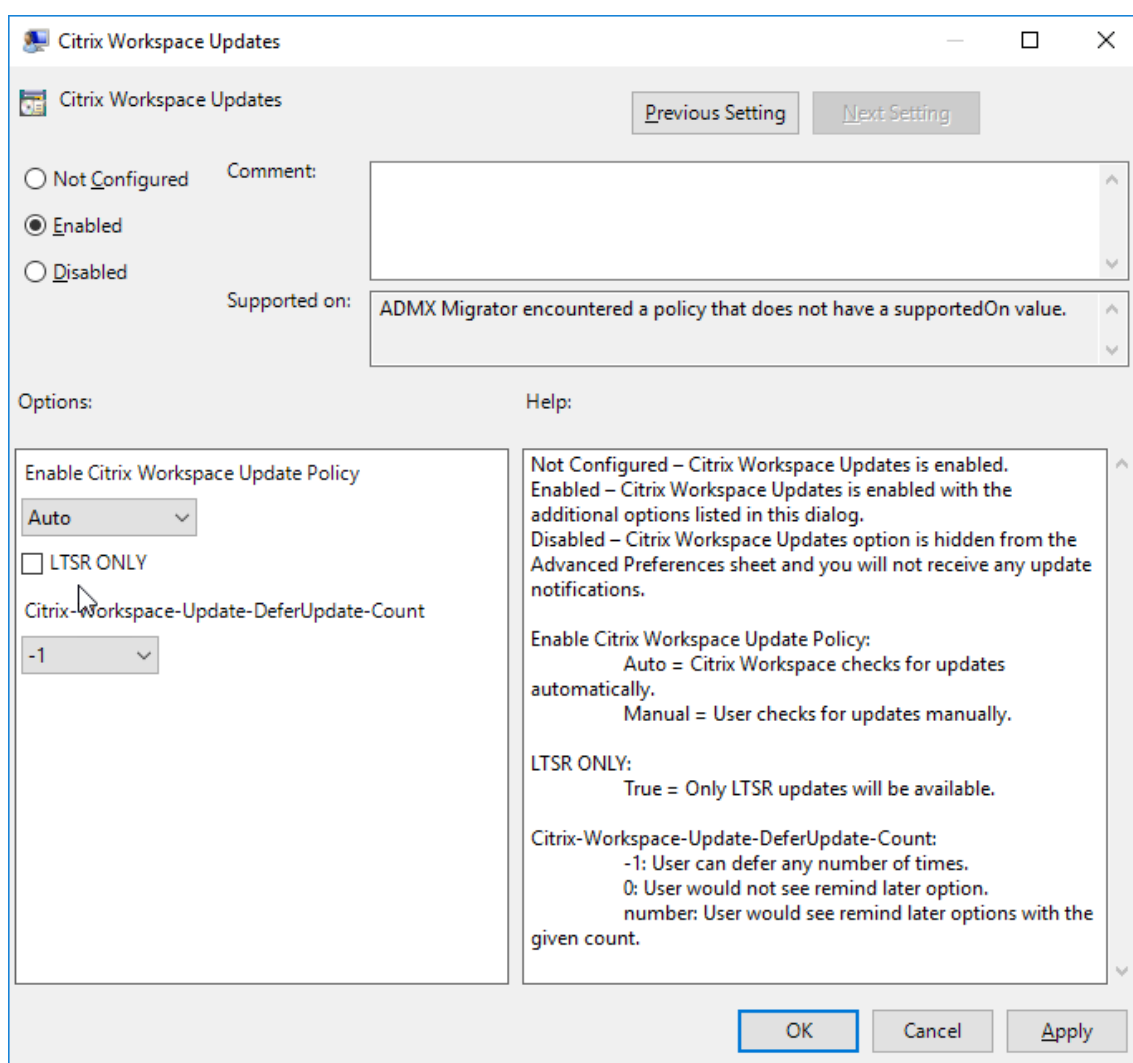 Citrix Workspace Updates
Citrix Workspace Updates
Previous Setting
Next Setting
Not Configured
Comment:
Enabled
Disabled
Supported on:
ADMX Migrator encountered a policy that does not have a supportedOn value.
Options:
Help:
Enable Citrix Workspace Update Policy
Auto
LTSR ONLY
Citrix-Workspace-Update-DeferUpdate-Count
-1
Not Configured – Citrix Workspace Updates is enabled.
Enabled – Citrix Workspace Updates is enabled with the
additional options listed in this dialog.
Disabled – Citrix Workspace Updates option is hidden from the
Advanced Preferences sheet and you will not receive any update
notifications.
Enable Citrix Workspace Update Policy:
Auto = Citrix Workspace checks for updates
automatically.
Manual = User checks for updates manually.
LTSR ONLY:
True = Only LTSR updates will be available.
Citrix-Workspace-Update-DeferUpdate-Count:
-1: User can defer any number of times.
0: User would not see remind later option.
number: User would see remind later options with the
given count.
OK
Cancel
Apply